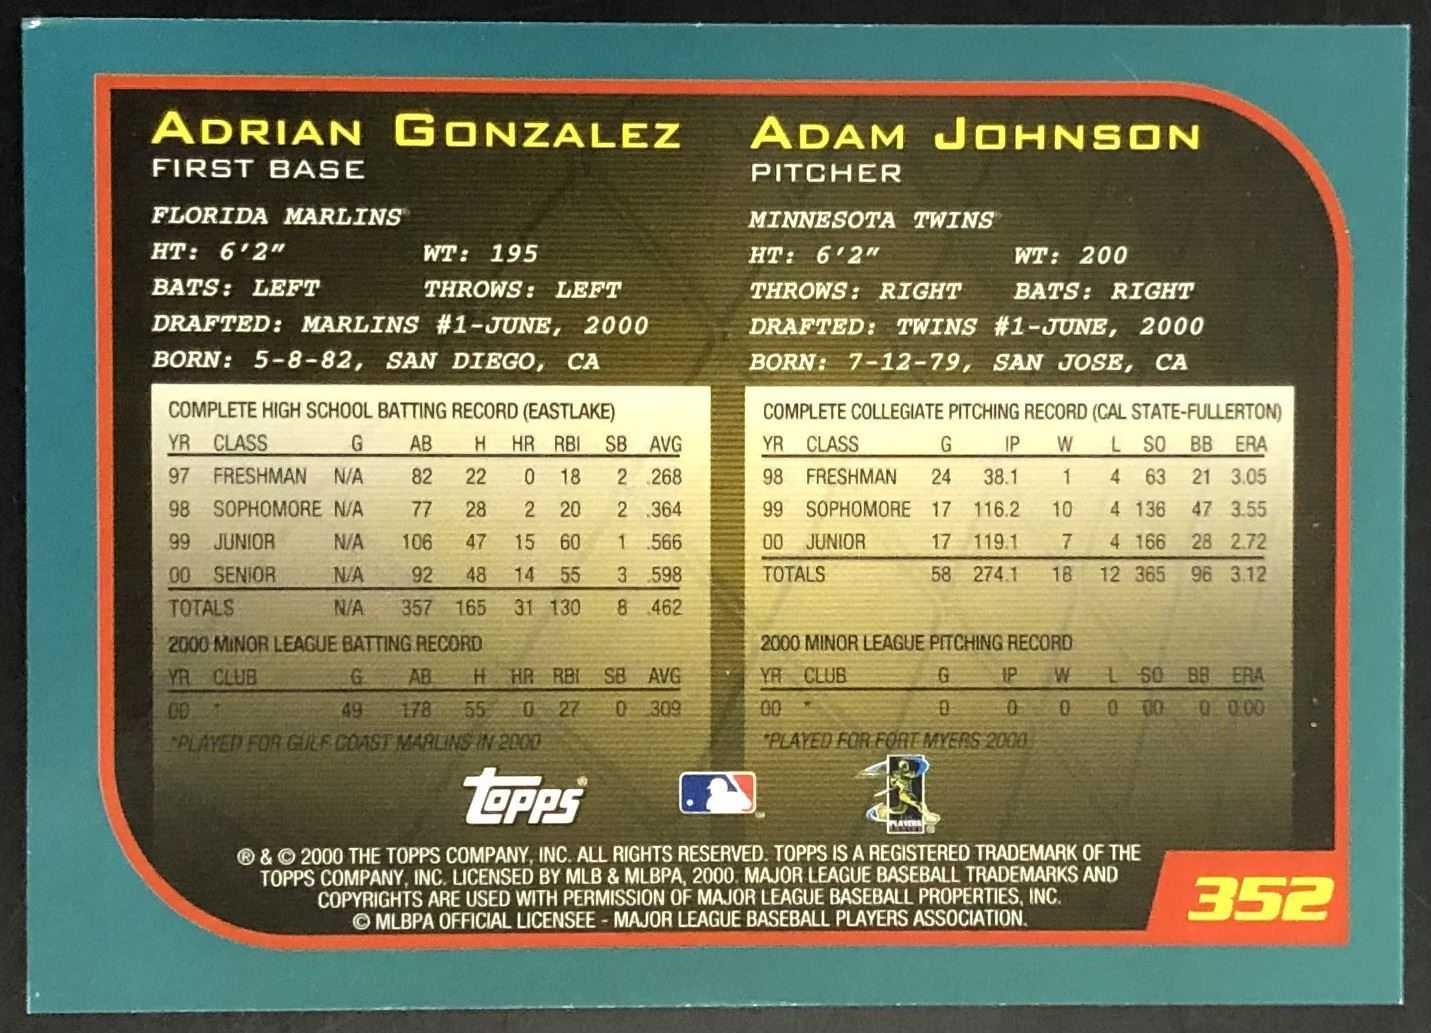 ADRIAN GONZALEZ
FIRST BASE
FLORIDA MARLINS
HT: 6'2" WT: 195
BATS: LEFT THROWS: LEFT
DRAFTED: MARLINS #1-JUNE, 2000
BORN: 5-8-82, SAN DIEGO, CA
COMPLETE HIGH SCHOOL BATTING RECORD (EASTLAKE)
YR CLASS G AB H HR RBI SB AVG
97 FRESHMAN N/A 82 22 0 18 2 .268
98 SOPHOMORE N/A 77 28 2 20 2 .364
99 JUNIOR N/A 106 47 15 60 1 .566
00 SENIOR N/A 92 48 14 55 3 .598
TOTALS N/A 357 165 31 130 8 .462
2000 MINOR LEAGUE BATTING RECORD
YR CLUB G AB H HR RBI SB AVG
00 * 49 178 55 0 27 0 .309
*PLAYED FOR GULF COAST MARLINS IN 2000
ADAM JOHNSON
PITCHER
MINNESOTA TWINS
HT: 6'2" WT: 200
THROWS: RIGHT BATS: RIGHT
DRAFTED: TWINS #1-JUNE, 2000
BORN: 7-12-79, SAN JOSE, CA
COMPLETE COLLEGIATE PITCHING RECORD (CAL STATE-FULLERTON)
YR CLASS G IP W L SO BB ERA
98 FRESHMAN 24 38.1 1 4 63 21 3.05
99 SOPHOMORE 17 116.2 10 4 136 47 3.55
00 JUNIOR 17 119.1 7 4 166 28 2.72
TOTALS 58 274.1 18 12 365 96 3.12
2000 MINOR LEAGUE PITCHING RECORD
YR CLUB G IP W L SO BB ERA
00 * 0 0 0 0 00 0 0.00
*PLAYED FOR FORT MYERS 2000
Topps®
PLAYERS
® & © 2000 THE TOPPS COMPANY, INC. ALL RIGHTS RESERVED. TOPPS IS A REGISTERED TRADEMARK OF THE
TOPPS COMPANY, INC. LICENSED BY MLB & MLBPA, 2000. MAJOR LEAGUE BASEBALL TRADEMARKS AND
COPYRIGHTS ARE USED WITH PERMISSION OF MAJOR LEAGUE BASEBALL PROPERTIES, INC.
© MLBPA OFFICIAL LICENSEE - MAJOR LEAGUE BASEBALL PLAYERS ASSOCIATION.
352